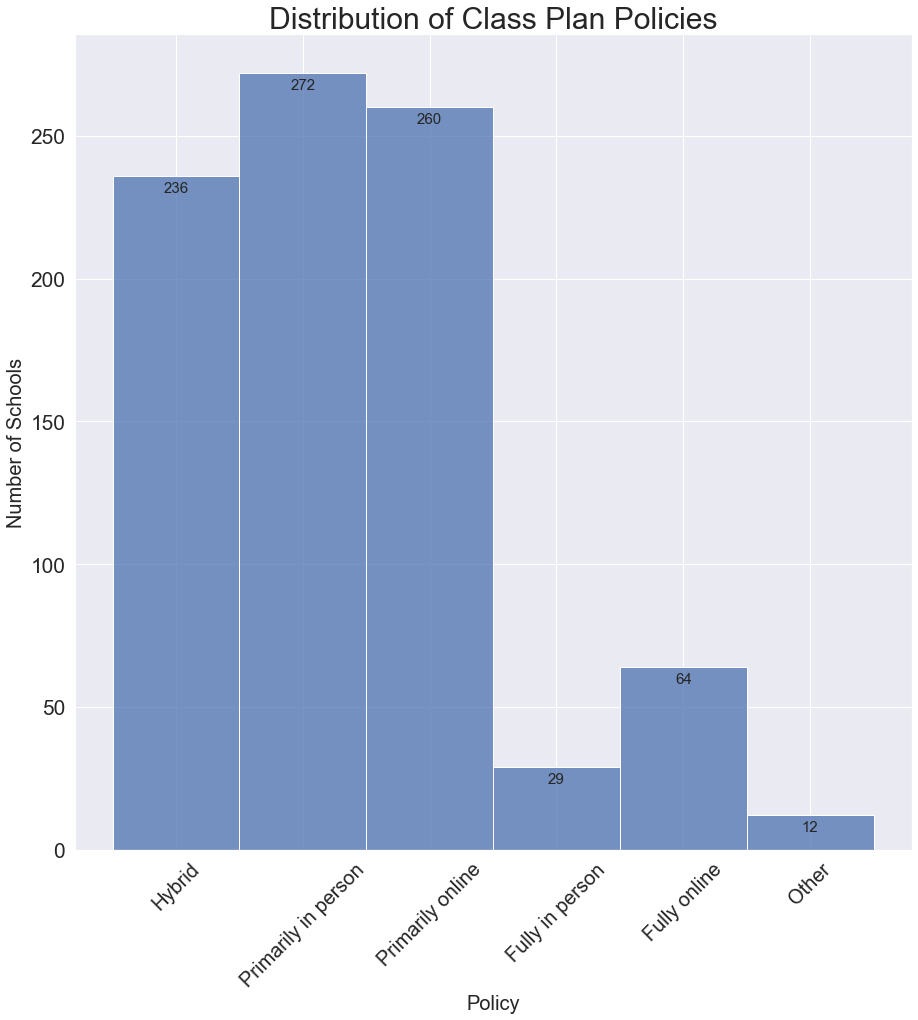 Distribution of Class Plan Policies
272
260
236
250
200
150
100
50
0
64
29
12
Number of Schools
Hybrid
Primarily in person
Primarily online
Fully in person
Fully online
Other
Policy